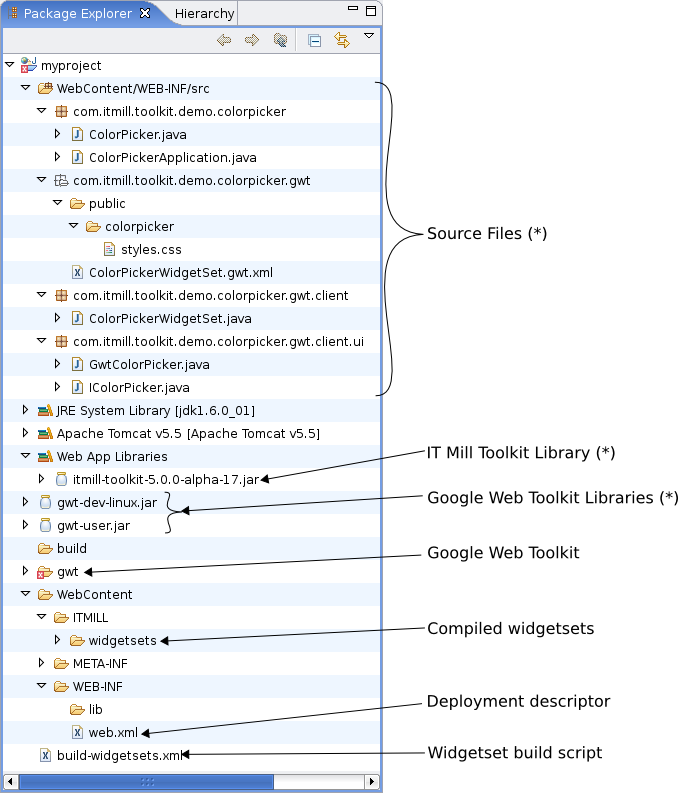 Package Explorer Hierarchy
myproject
WebContent/WEB-INF/src
com.itmill.toolkit.demo.colorpicker
ColorPicker.java
ColorPickerApplication.java
com.itmill.toolkit.demo.colorpicker.gwt
public
colorpicker
Source Files (*)
styles.css
ColorPickerWidgetSet.gwt.xml
com.itmill.toolkit.demo.colorpicker.gwt.client
ColorPickerWidgetSet.java
com.itmill.toolkit.demo.colorpicker.gwt.client.ui
GwtColorPicker.java
IColorPicker.java
JRE System Library [jdk1.6.0_01]
Apache Tomcat v5.5 [Apache Tomcat v5.5]
Web App Libraries
IT Mill Toolkit Library (*)
itmill-toolkit-5.0.0-alpha-17.jar
gwt-dev-linux.jar
Google Web Toolkit Libraries (*)
gwt-user.jar
build
Google Web Toolkit
gwt
WebContent
ITMILL
Compiled widgetsets
widgetsets
META-INF
WEB-INF
Deployment descriptor
lib
web.xml
Widgetset build script
build-widgetsets.xml